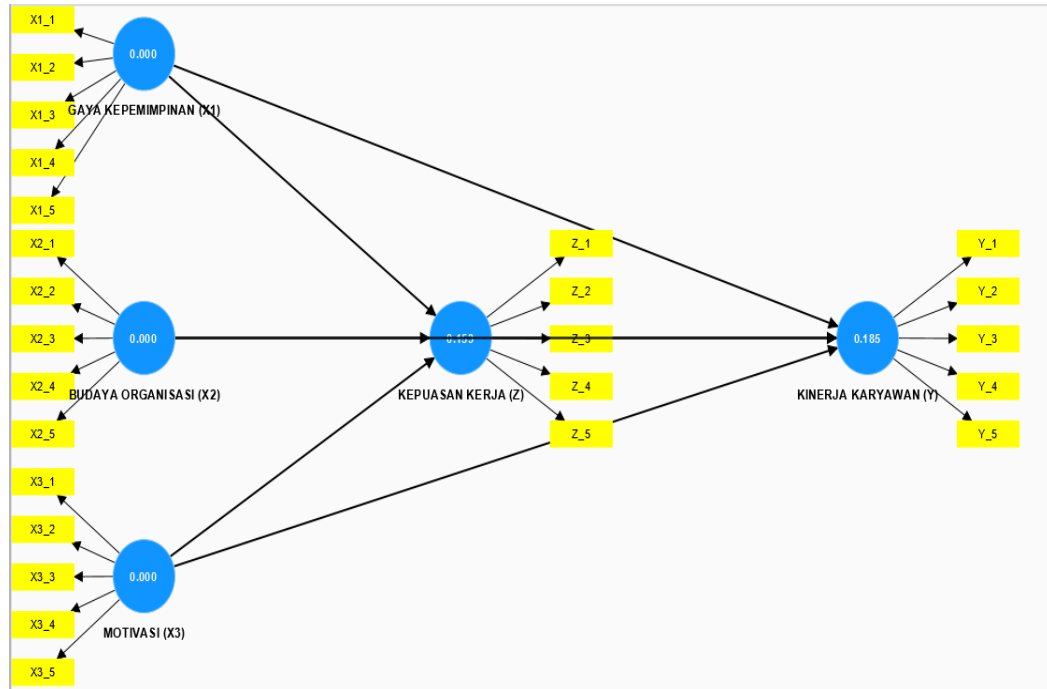 X1_1
X1_2
X1_3
X1_4
X1_5
0.000
GAYA KEPEMIMPINAN (X1)
X2_1
X2_2
X2_3
X2_4
X2_5
0.000
BUDAYA ORGANISASI (X2)
X3_1
X3_2
X3_3
X3_4
X3_5
0.000
MOTIVASI (X3)
KEPUASAN KERJA (Z)
Z_1
Z_2
Z_3
Z_4
Z_5
0.185
KINERJA KARYAWAN (Y)
Y_1
Y_2
Y_3
Y_4
Y_5